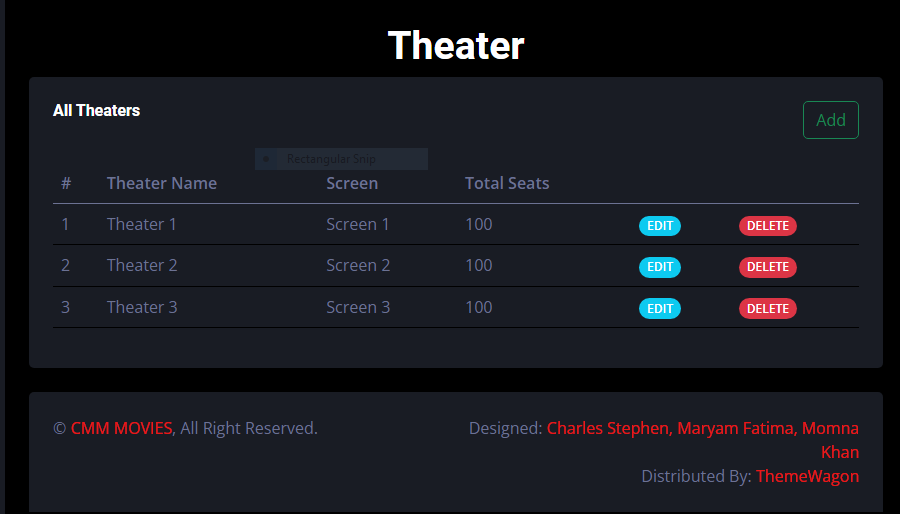 Theater
All Theaters
Add
Rectangular Snip
# Theater Name Screen Total Seats
1 Theater 1 Screen 1 100 EDIT DELETE
2 Theater 2 Screen 2 100 EDIT DELETE
3 Theater 3 Screen 3 100 EDIT DELETE
© CMM MOVIES, All Right Reserved.
Designed: Charles Stephen, Maryam Fatima, Momna
Khan
Distributed By: ThemeWagon